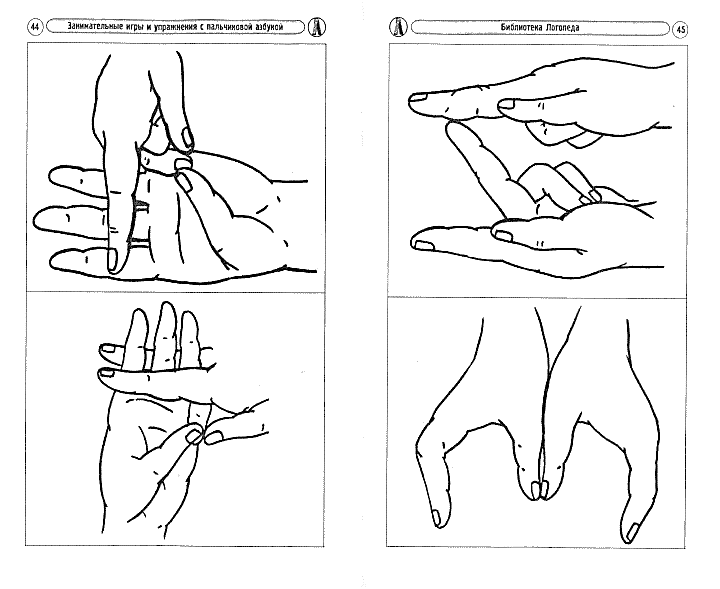 44 Занимательные игры и упражнения с пальчиковой азбукой
Библиотека Логопеда 45